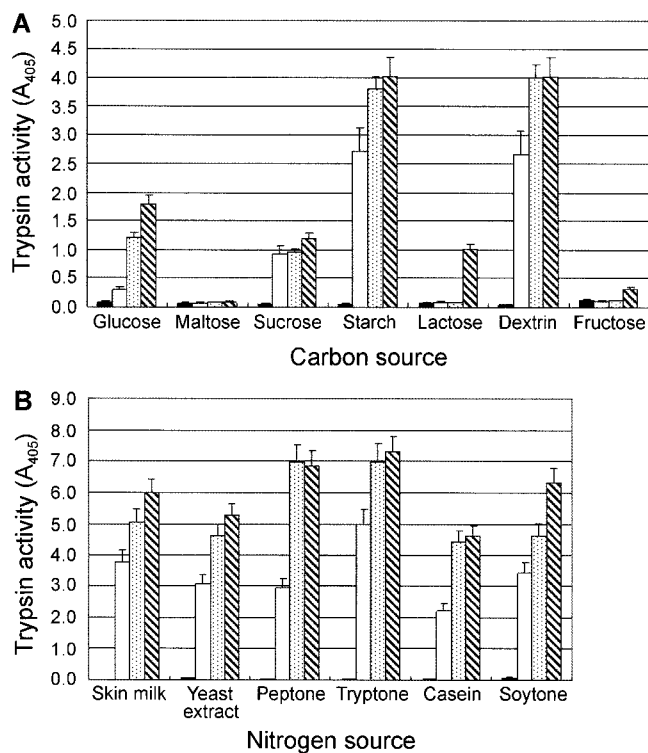 A
Trypsin activity (A405)
5.0
4.5
4.0
3.5
3.0
2.5
2.0
1.5
1.0
0.5
0.0
Glucose Maltose Sucrose Starch Lactose Dextrin Fructose
Carbon source
B
Trypsin activity (A405)
9.0
8.0
7.0
6.0
5.0
4.0
3.0
2.0
1.0
0.0
Skin milk Yeast extract Peptone Tryptone Casein Soytone
Nitrogen source